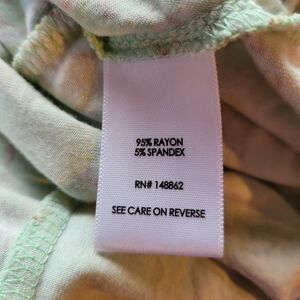 95% RAYON
5% SPANDEX
RN# 148862
SEE CARE ON REVERSE